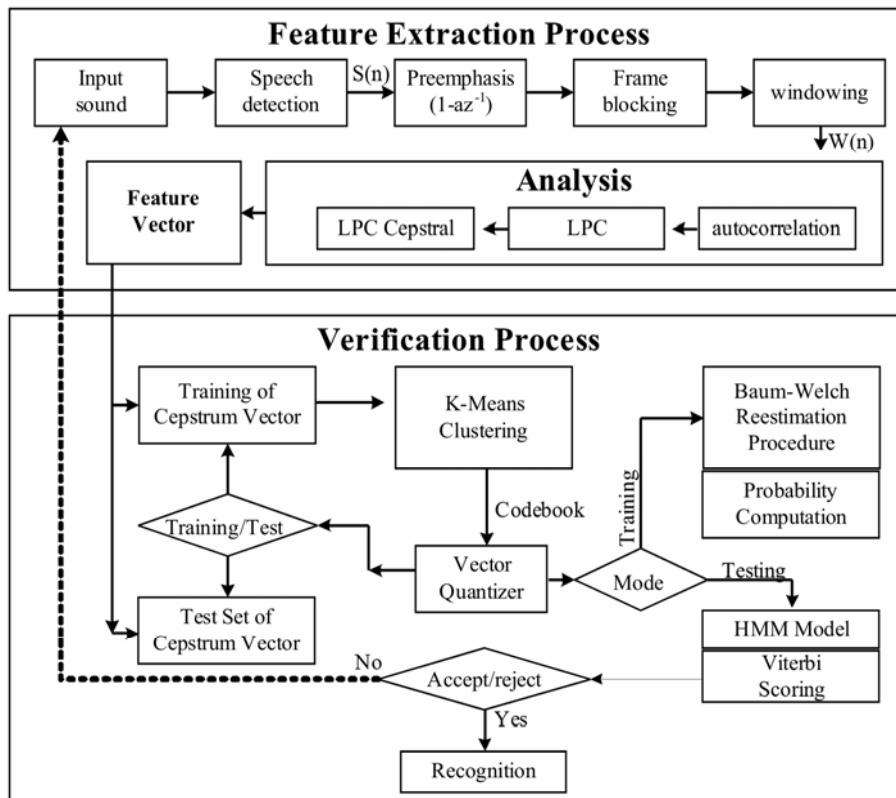 Feature Extraction Process
Input
sound
Speech
detection
S(n)
Preemphasis
(1-az⁻¹)
Frame
blocking
windowing
W(n)
Feature
Vector
Analysis
LPC Cepstral
LPC
autocorrelation
Verification Process
Training of
Cepstrum Vector
K-Means
Clustering
Baum-Welch
Reestimation
Procedure
Probability
Computation
Training
Codebook
Training/Test
Vector
Quantizer
Mode
Testing
Test Set of
Cepstrum Vector
HMM Model
Viterbi
Scoring
No
Accept/reject
Yes
Recognition